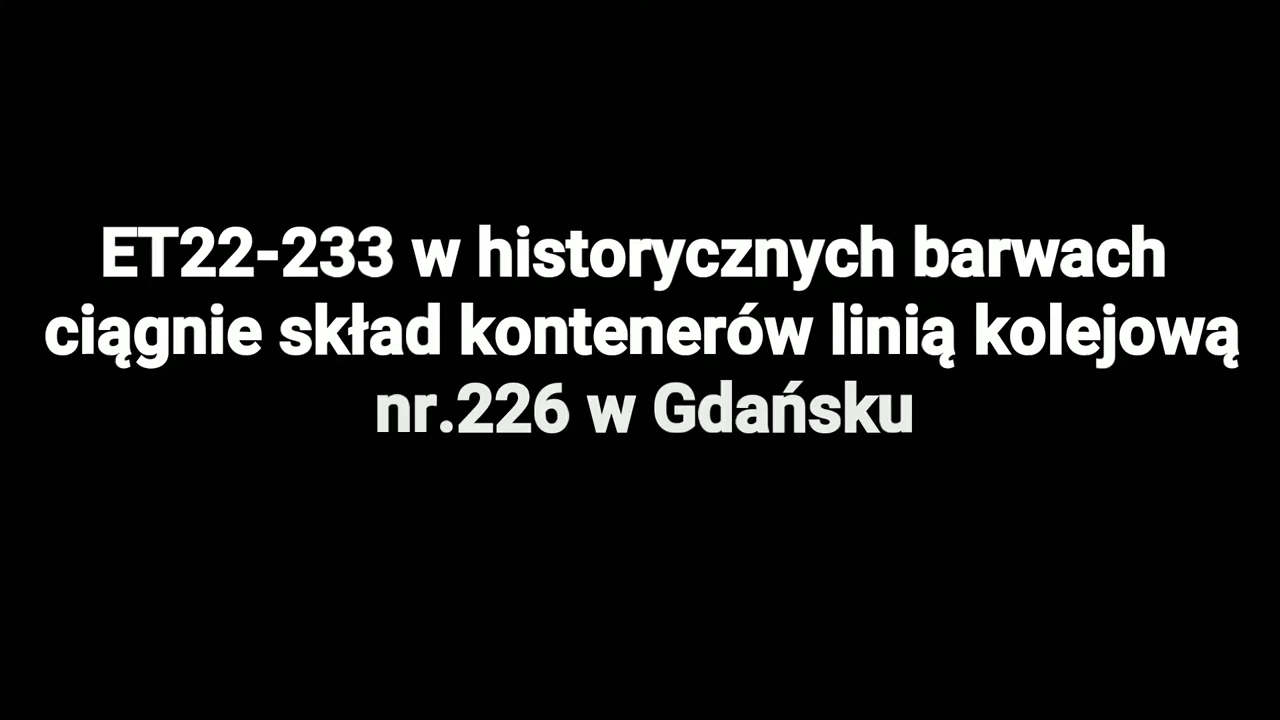 ET22-233 w historycznych barwach
ciągnie skład kontenerów linią kolejową
nr.226 w Gdańsku